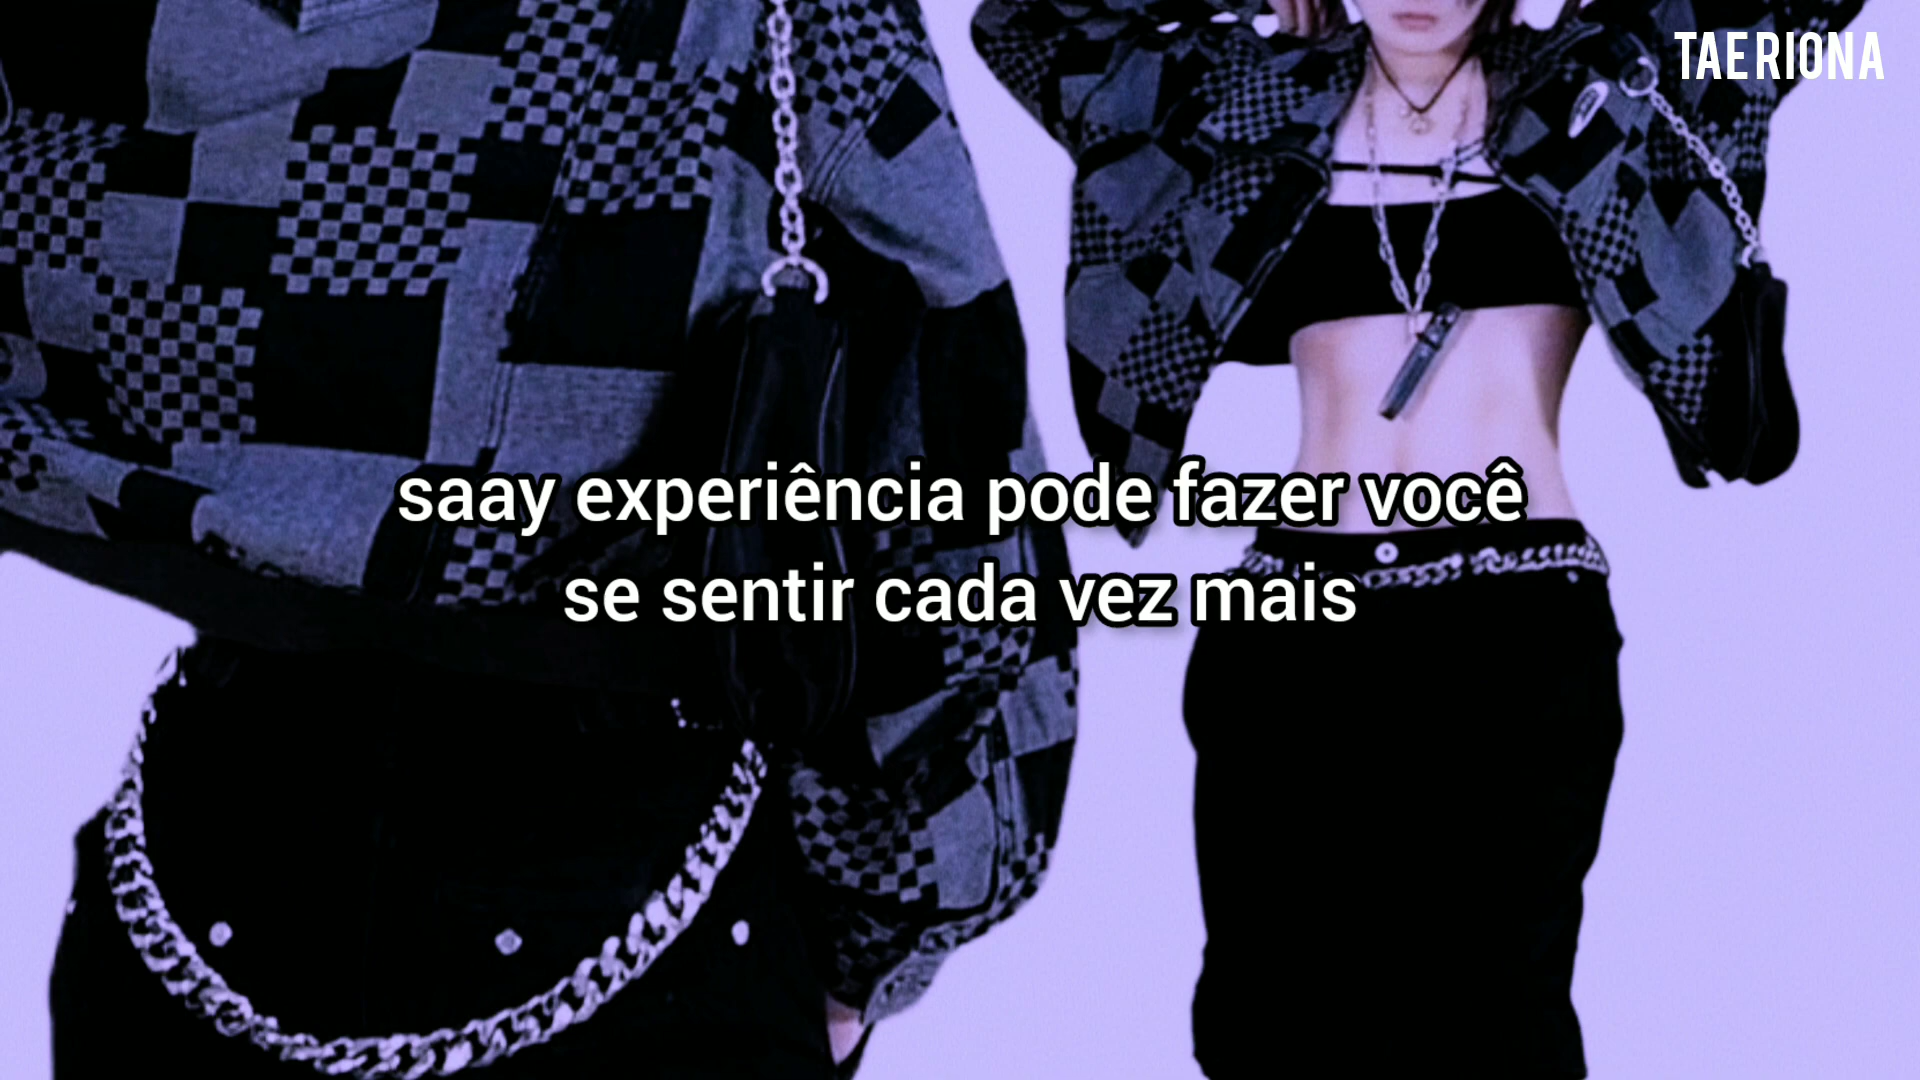 TAERIONA
saay experiência pode fazer você
se sentir cada vez mais